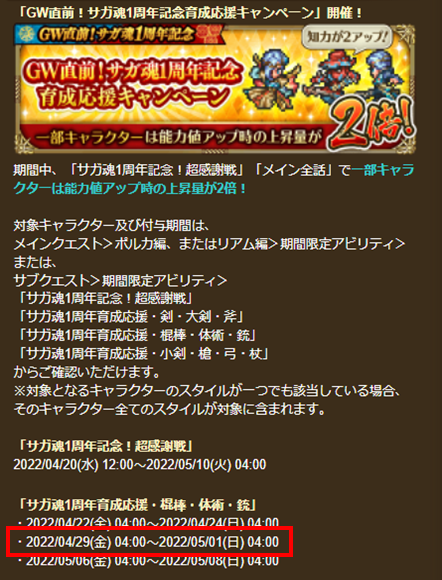 「GW直前！サガ魂1周年記念育成応援キャンペーン」開催！
GW直前！サガ魂1周年記念
知力が2アップ！
GW直前！サガ魂1周年記念
育成応援キャンペーン
一部キャラクターは能力値アップ時の上昇量が
2倍！
期間中、「サガ魂1周年記念！超感謝戦」「メイン全話」で一部キャラ
クターは能力値アップ時の上昇量が2倍！
対象キャラクター及び付与期間は、
メインクエスト＞ポルカ編、またはリアム編＞期間限定アビリティ＞
または、
サブクエスト＞期間限定アビリティ＞
「サガ魂1周年記念！超感謝戦」
「サガ魂1周年育成応援・剣・大剣・斧」
「サガ魂1周年育成応援・棍棒・体術・銃」
「サガ魂1周年育成応援・小剣・槍・弓・杖」
からご確認いただけます。
※対象となるキャラクターのスタイルが一つでも該当している場合、
そのキャラクター全てのスタイルが対象に含まれます。
「サガ魂1周年記念！超感謝戦」
2022/04/20(水) 12:00～2022/05/10(火) 04:00
「サガ魂1周年育成応援・棍棒・体術・銃」
・2022/04/22(金) 04:00～2022/04/24(日) 04:00
・2022/04/29(金) 04:00～2022/05/01(日) 04:00
・2022/05/06(金) 04:00～2022/05/08(日) 04:00